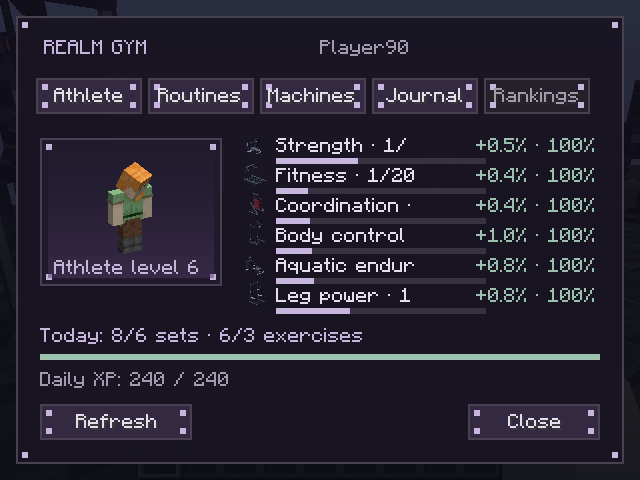 REALM GYM Player90
Athlete Routines Machines Journal Rankings
Strength · 1/ +0.5% · 100%
Fitness · 1/20 +0.4% · 100%
Coordination · +0.4% · 100%
Body control +1.0% · 100%
Aquatic endur +0.8% · 100%
Leg power · 1 +0.8% · 100%
Athlete level 6
Today: 8/6 sets · 6/3 exercises
Daily XP: 240 / 240
Refresh Close